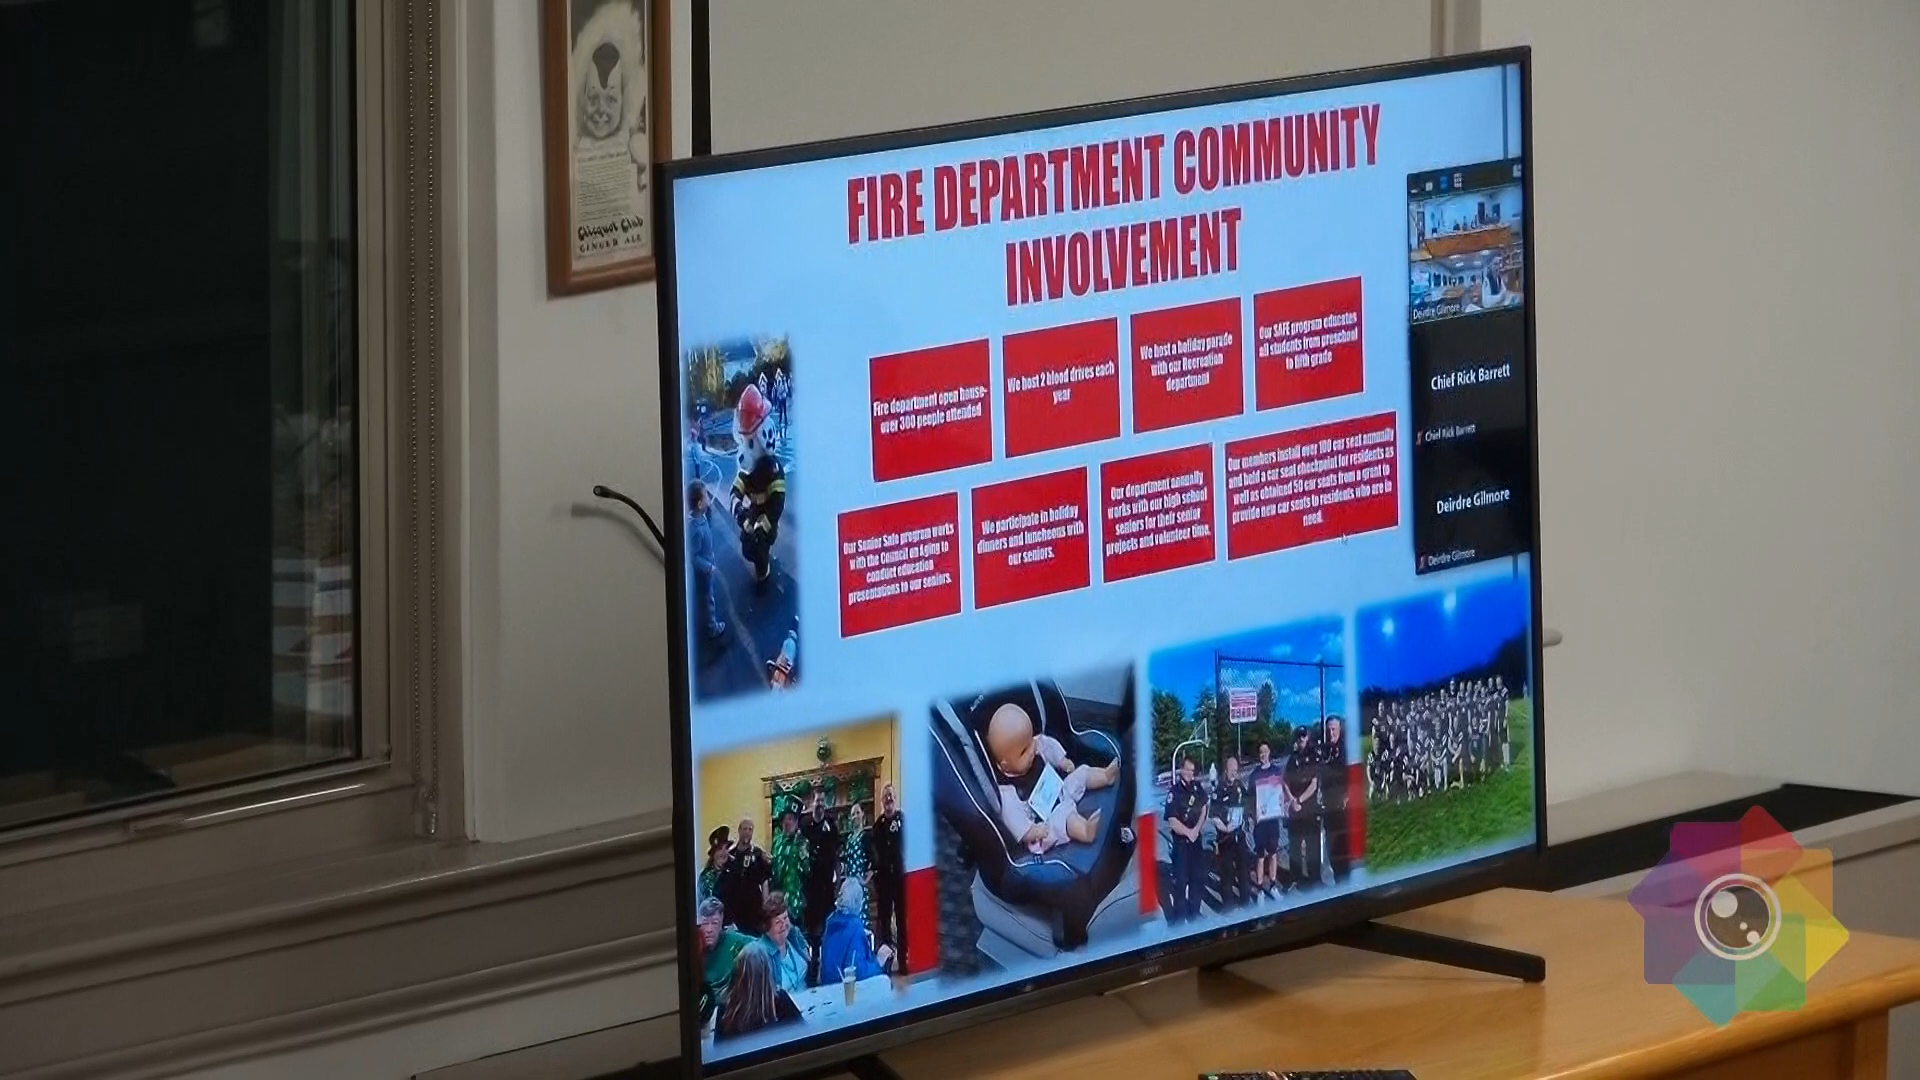 Clicquot Club
GINGER ALE
FIRE DEPARTMENT COMMUNITY
INVOLVEMENT
Fire department open house-
over 300 people attended
We host 2 blood drives each
year
We host a holiday parade
with our Recreation
department
Our SAFE program educates
all students from preschool
to fifth grade
Our Senior Safe program works
with the Council on Aging to
conduct education
presentations to our seniors.
We participate in holiday
dinners and luncheons with
our seniors.
Our department annually
works with our high school
seniors for their senior
projects and volunteer time.
Our members install over 100 car seat annually
and hold a car seat checkpoint for residents as
well as obtained 50 car seats from a grant to
provide new car seats to residents who are in
need.
Deirdre Gilmore
Chief Rick Barrett
Chief Rick Barrett
Deirdre Gilmore
Deirdre Gilmore